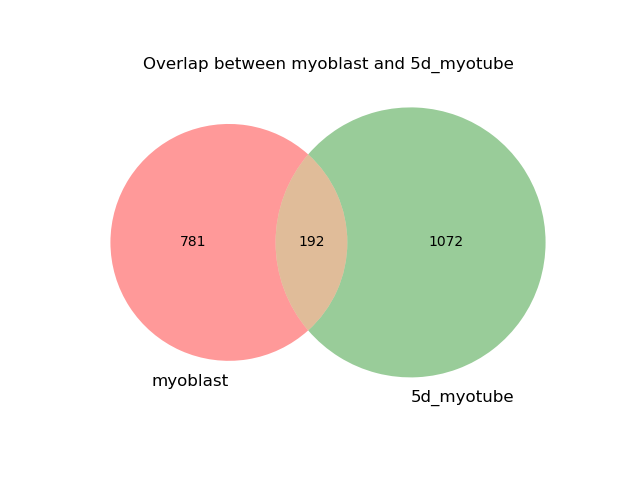 Overlap between myoblast and 5d_myotube
781
192
1072
myoblast
5d_myotube